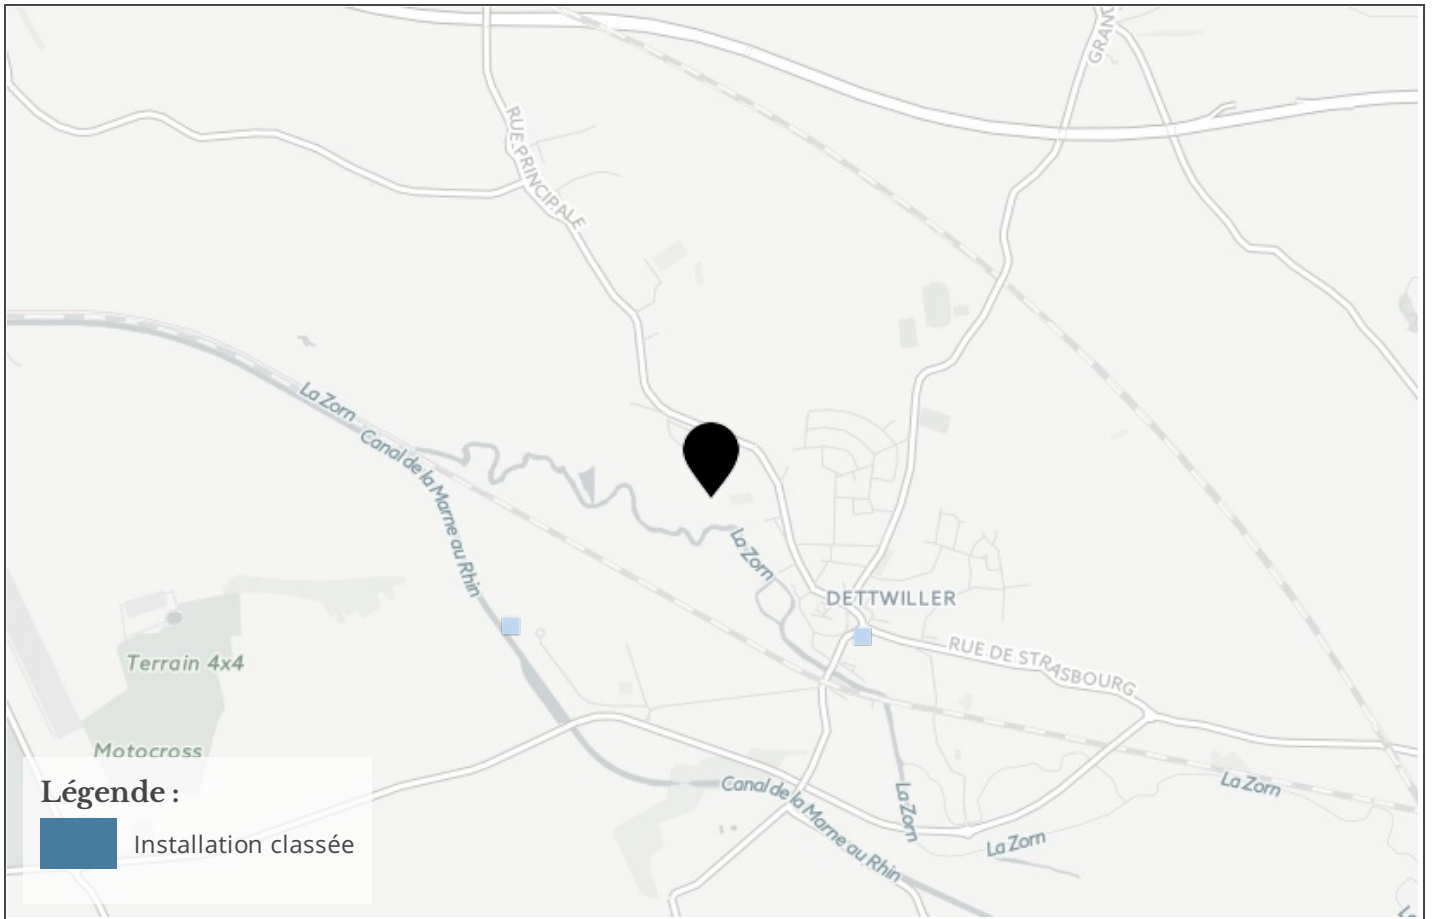 GRAN
RUE PRINCIPALE
La Zorn
Canal de la Marne au Rhin
La Zorn
DETTWILLER
RUE DE STRASBOURG
Terrain 4x4
Motocross
Canal de la Marne au Rhin
La Zorn
La Zorn
La Zorn
Légende :
Installation classée